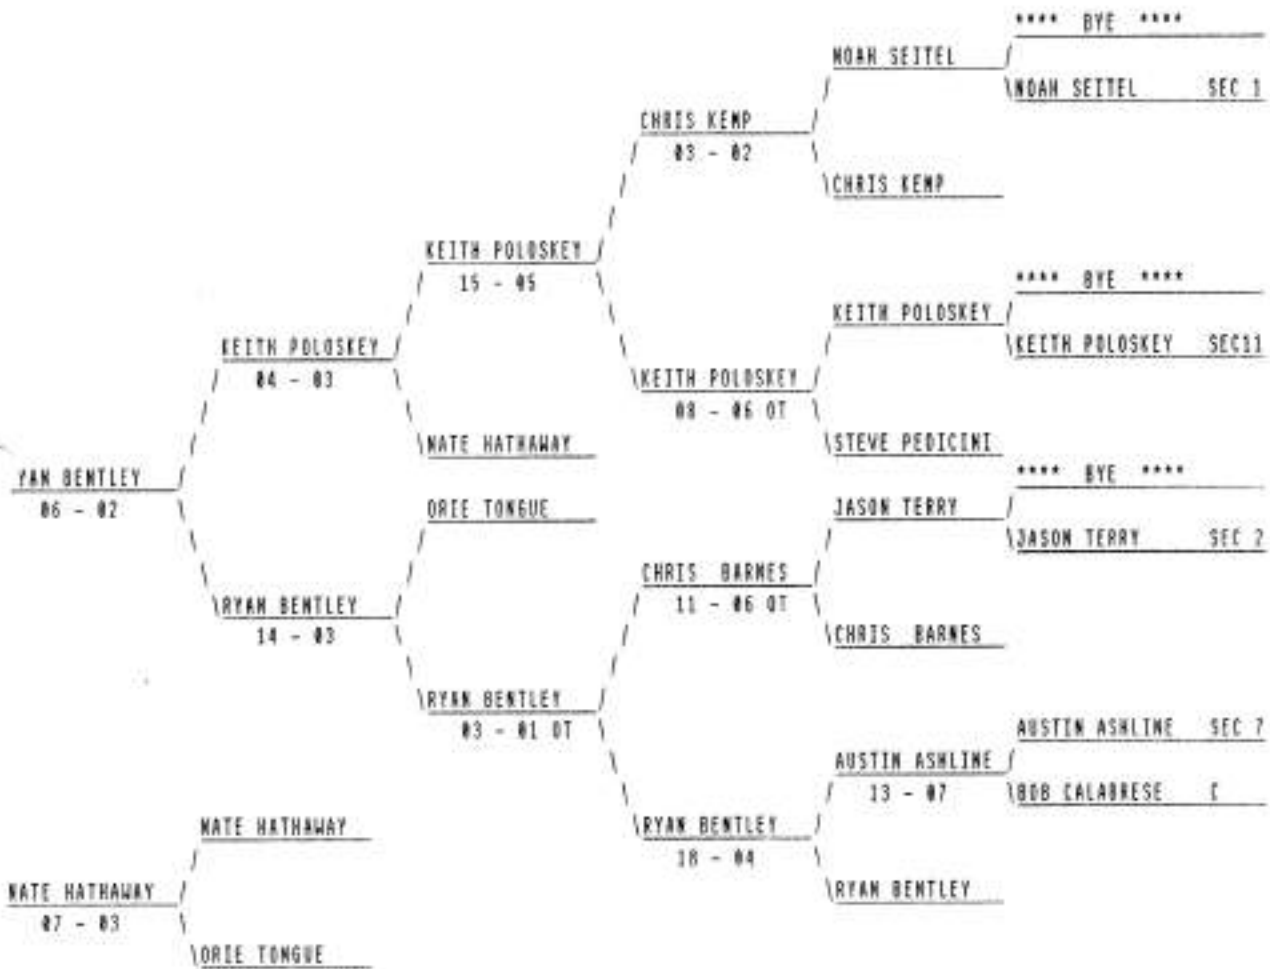 **** BYE ****
NOAH SEITEL
NOAH SEITEL SEC 1
CHRIS KEMP
03 - 02
CHRIS KEMP
KEITH POLOSKEY
15 - 05
**** BYE ****
KEITH POLOSKEY
KEITH POLOSKEY SEC11
KEITH POLOSKEY
04 - 03
KEITH POLOSKEY
08 - 06 OT
NATE HATHAWAY
STEVE PEDICINI
YAN BENTLEY
06 - 02
**** BYE ****
ORIE TONGUE
JASON TERRY
JASON TERRY SEC 2
CHRIS BARNES
11 - 06 OT
RYAN BENTLEY
14 - 03
CHRIS BARNES
RYAN BENTLEY
03 - 01 OT
AUSTIN ASHLINE SEC 7
AUSTIN ASHLINE
13 - 07
BOB CALABRESE C
NATE HATHAWAY
RYAN BENTLEY
18 - 04
NATE HATHAWAY
07 - 03
RYAN BENTLEY
ORIE TONGUE